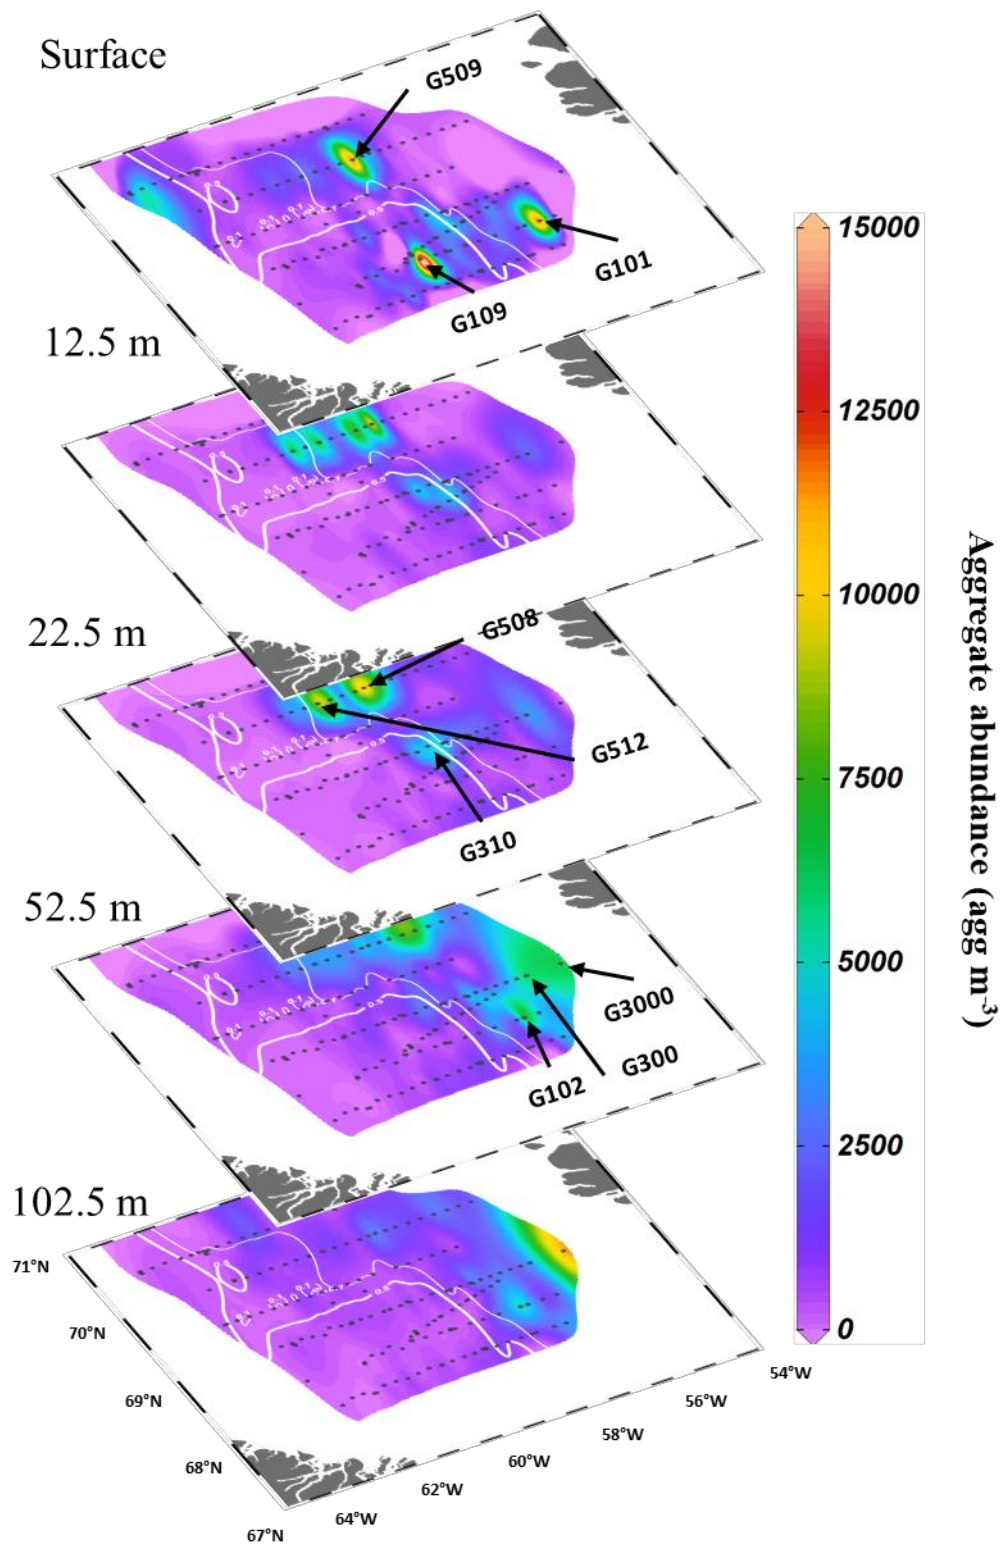 Surface
G509
G101
G109
12.5 m
22.5 m
G508
G512
G310
52.5 m
G3000
G300
G102
102.5 m
71°N
70°N
69°N
68°N
67°N
64°W
62°W
60°W
58°W
56°W
54°W
15000
12500
10000
7500
5000
2500
0
Aggregate abundance (agg m⁻³)